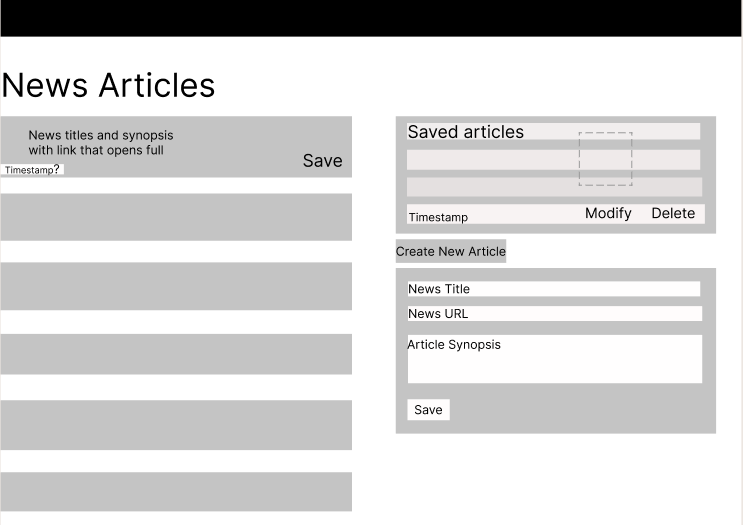 News Articles
News titles and synopsis
with link that opens full
Timestamp?
Save
Saved articles
Timestamp
Modify
Delete
Create New Article
News Title
News URL
Article Synopsis
Save